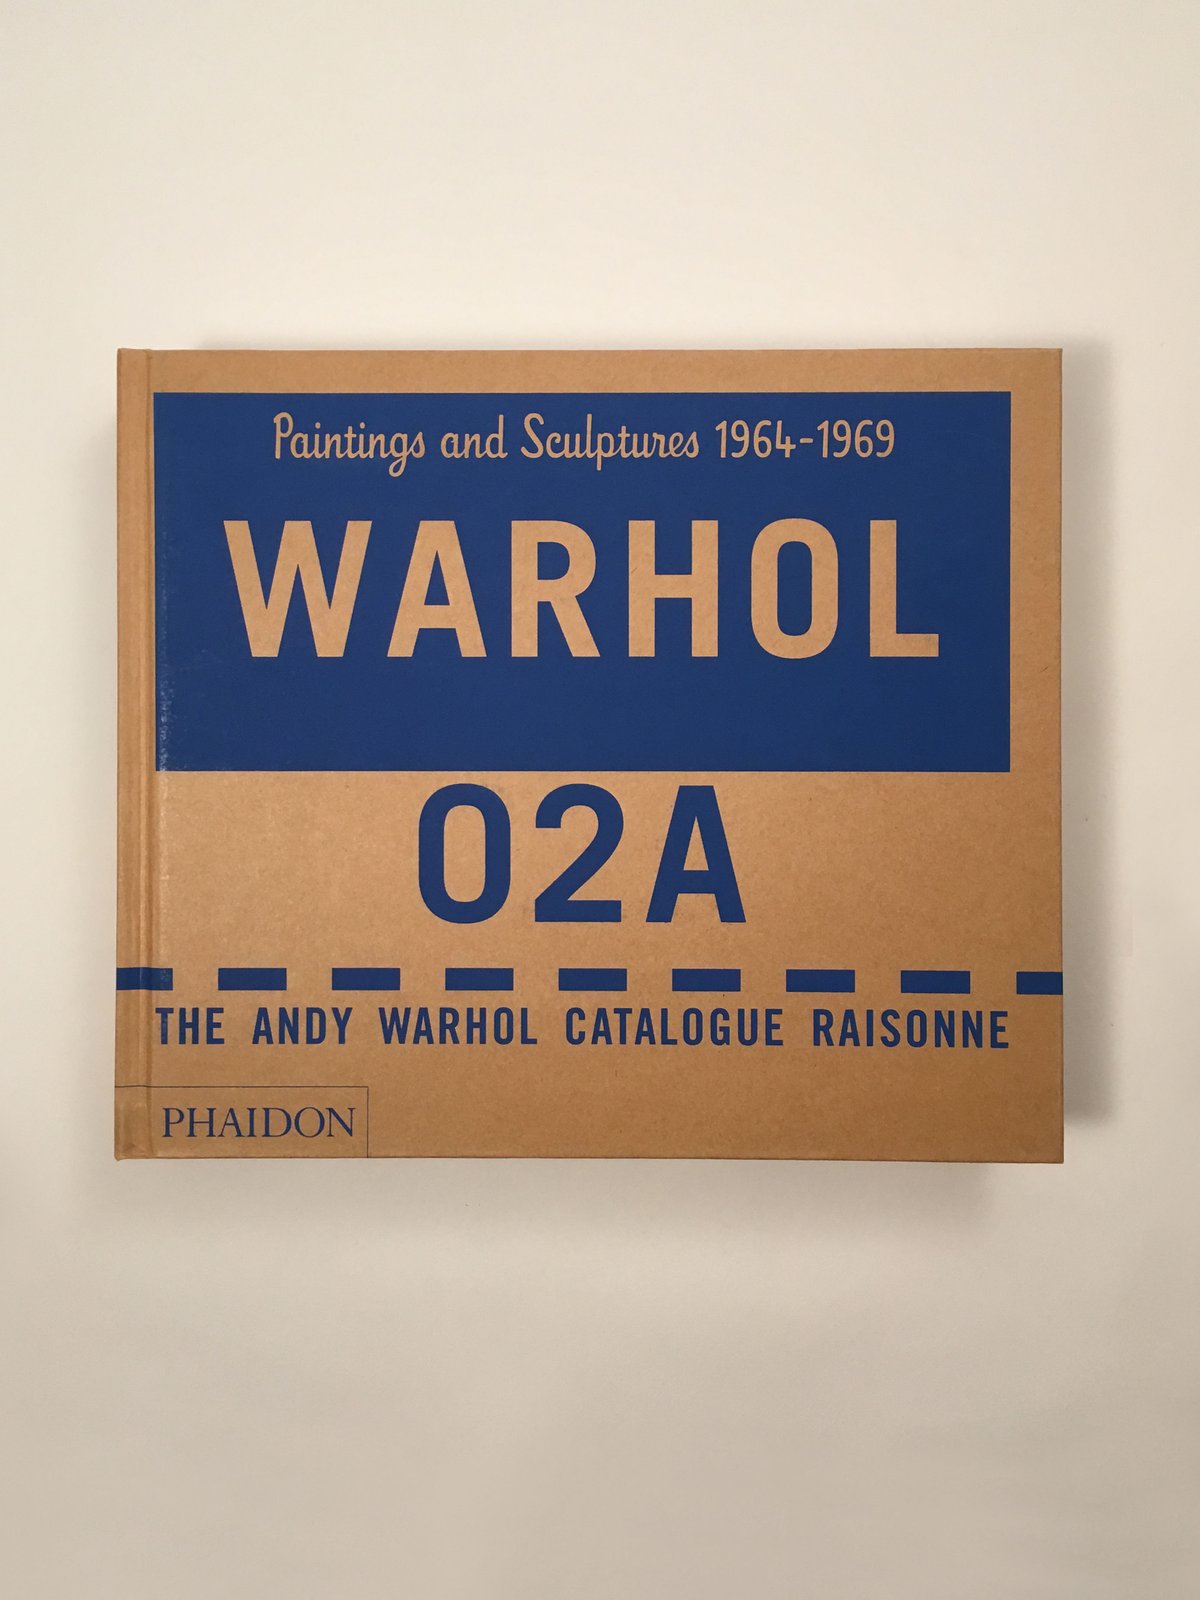 Paintings and Sculptures 1964-1969
WARHOL
02A
THE ANDY WARHOL CATALOGUE RAISONNE
PHAIDON